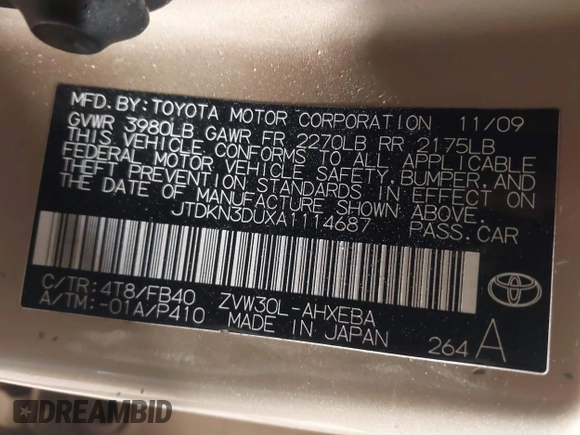 MFD. BY: TOYOTA MOTOR CORPORATION 11/09
GVWR 3980LB GAWR FR 2270LB RR 2175LB
THIS VEHICLE CONFORMS TO ALL APPLICABLE
FEDERAL MOTOR VEHICLE SAFETY, BUMPER, AND
THEFT PREVENTION STANDARDS IN EFFECT ON
THE DATE OF MANUFACTURE SHOWN ABOVE.
JTDKN3DUXA1114687 PASS. CAR
C/TR: 4T8/FB40 ZVW30L-AHXEBA
A/TM: -01A/P410 MADE IN JAPAN
264 A
TOYOTA
DREAMBID